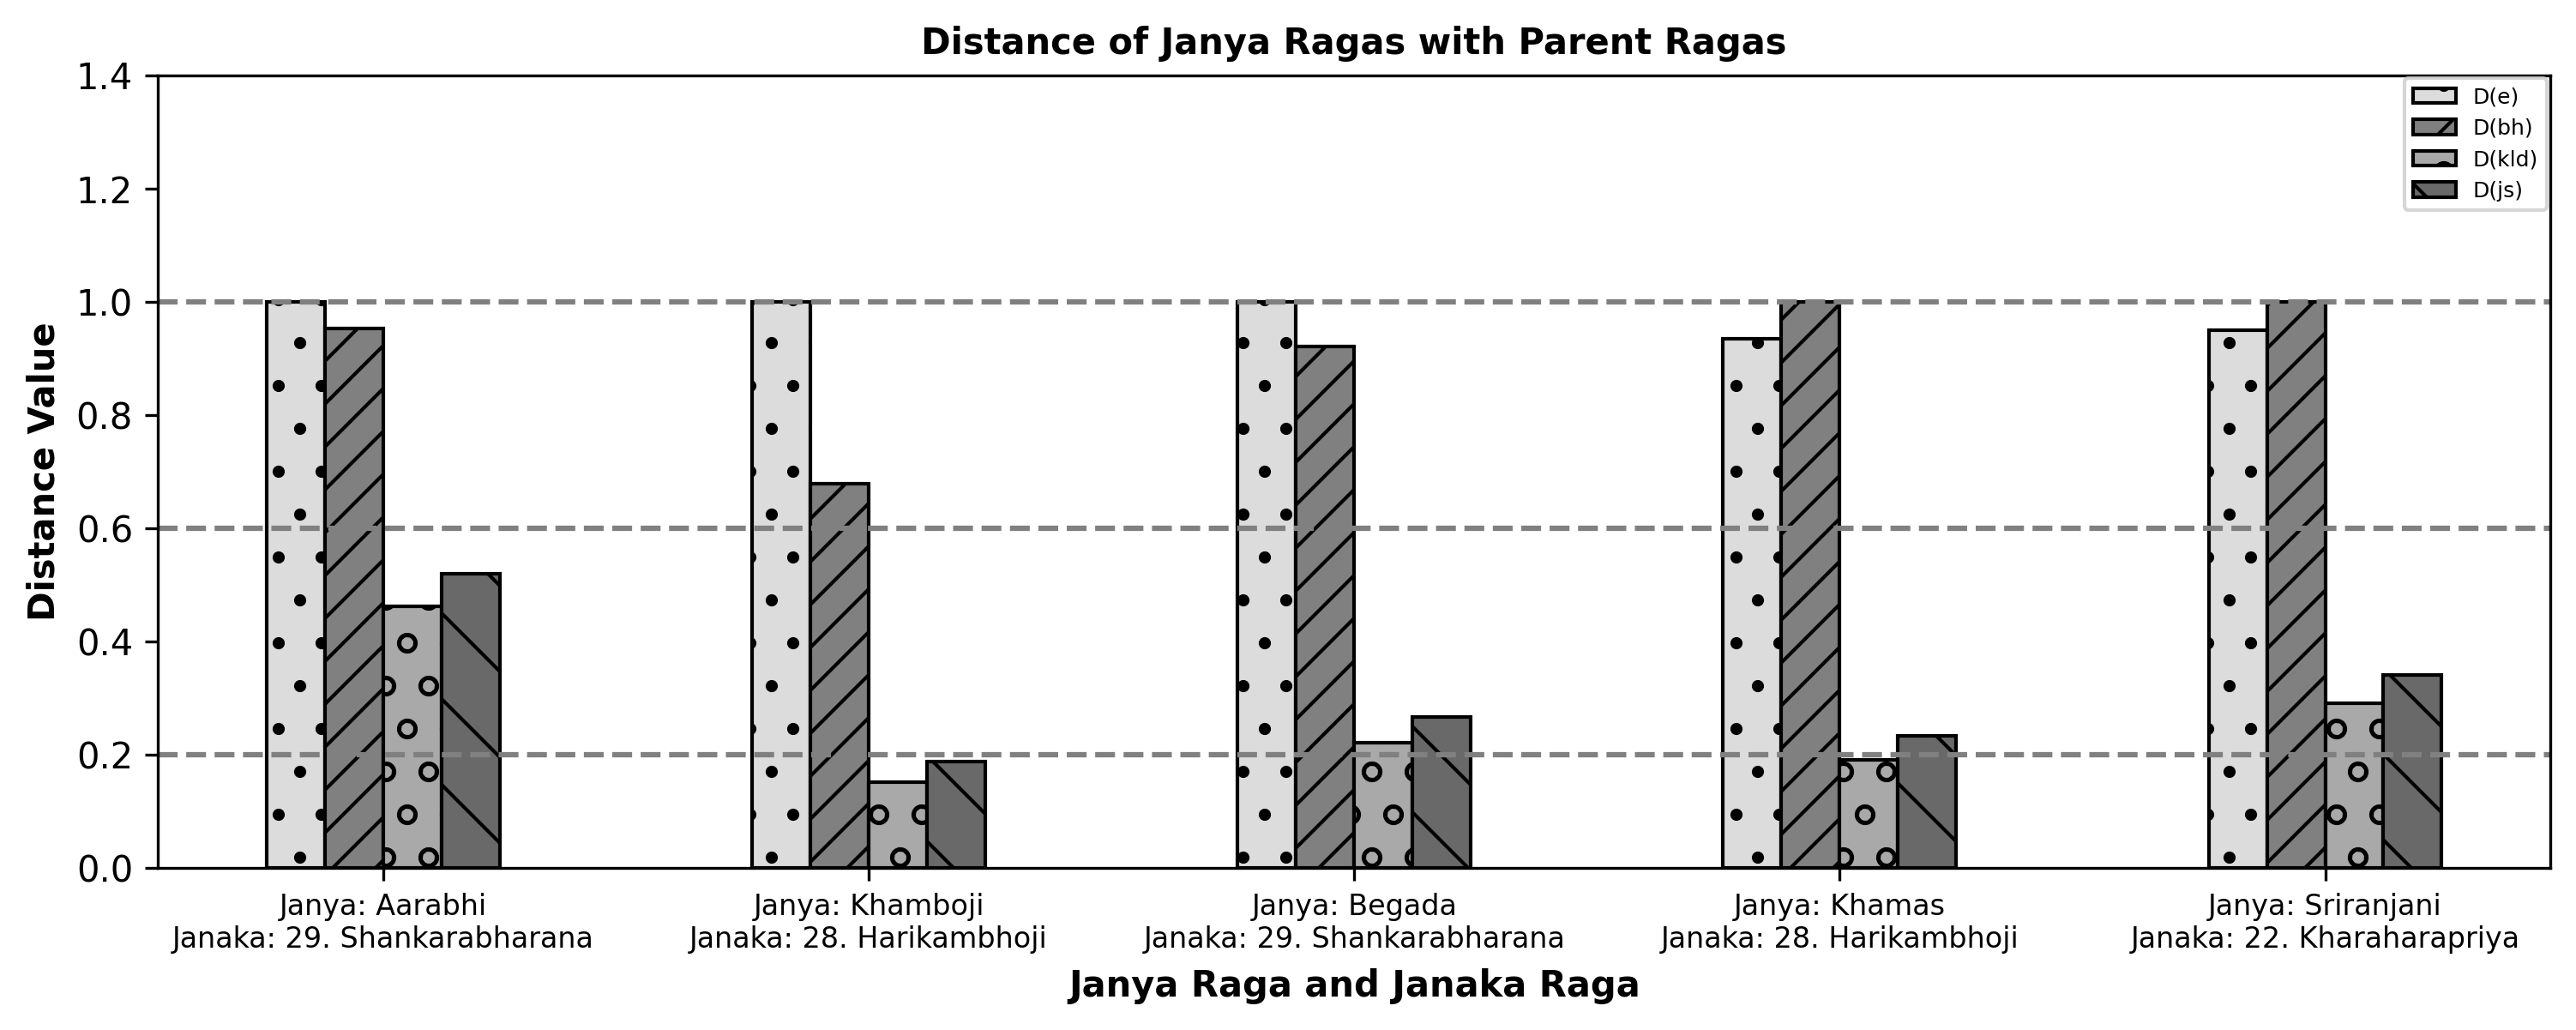 Distance of Janya Ragas with Parent Ragas
1.4
1.2
1.0
0.8
0.6
0.4
0.2
0.0
Distance Value
D(e)
D(bh)
D(kld)
D(js)
Janya: Aarabhi
Janaka: 29. Shankarabharana
Janya: Khamboji
Janaka: 28. Harikambhoji
Janya: Begada
Janaka: 29. Shankarabharana
Janya: Khamas
Janaka: 28. Harikambhoji
Janya: Sriranjani
Janaka: 22. Kharaharapriya
Janya Raga and Janaka Raga